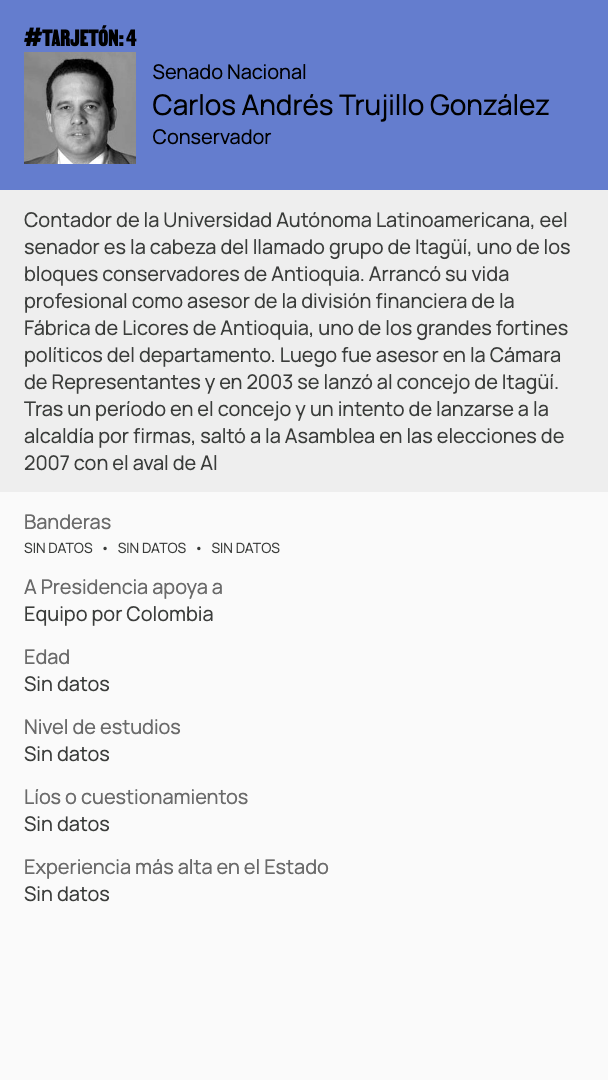 #TARJETÓN: 4
Senado Nacional
Carlos Andrés Trujillo González
Conservador
Contador de la Universidad Autónoma Latinoamericana, eel
senador es la cabeza del llamado grupo de Itagüí, uno de los
bloques conservadores de Antioquia. Arrancó su vida
profesional como asesor de la división financiera de la
Fábrica de Licores de Antioquia, uno de los grandes fortines
políticos del departamento. Luego fue asesor en la Cámara
de Representantes y en 2003 se lanzó al concejo de Itagüí.
Tras un período en el concejo y un intento de lanzarse a la
alcaldía por firmas, saltó a la Asamblea en las elecciones de
2007 con el aval de Al
Banderas
SIN DATOS • SIN DATOS • SIN DATOS
A Presidencia apoya a
Equipo por Colombia
Edad
Sin datos
Nivel de estudios
Sin datos
Líos o cuestionamientos
Sin datos
Experiencia más alta en el Estado
Sin datos